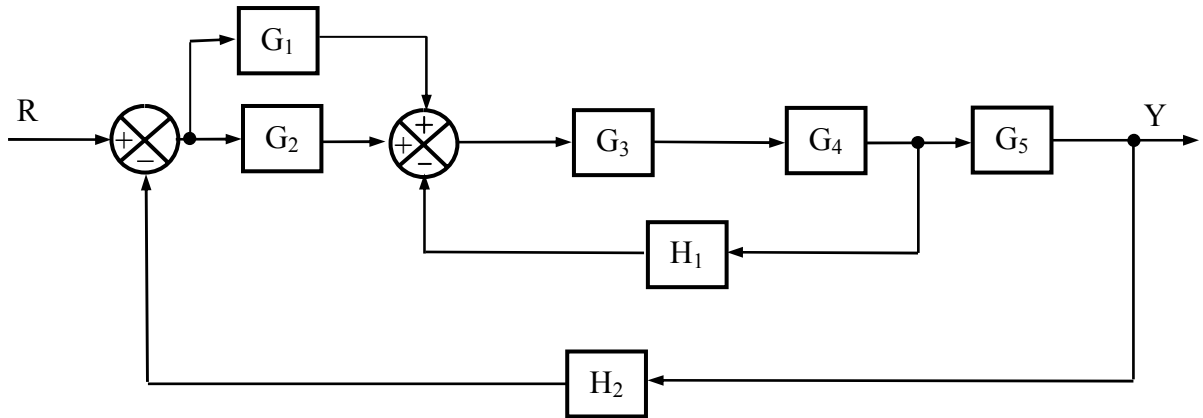 G₁
R
Y
+
−
G₂
+
+
−
G₃
G₄
G₅
H₁
H₂